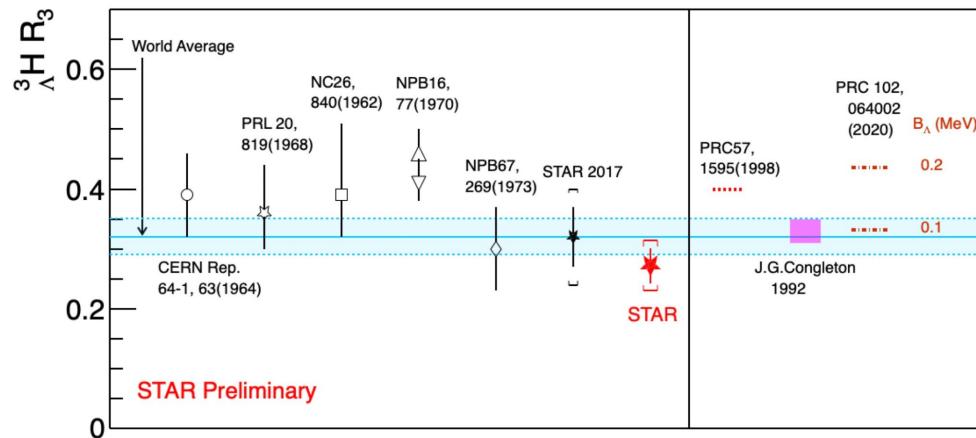 ³ΛH R₃
0.6
0.4
0.2
0
World Average
CERN Rep.
64-1, 63(1964)
PRL 20,
819(1968)
NC26,
840(1962)
NPB16,
77(1970)
NPB67,
269(1973)
STAR 2017
STAR
STAR Preliminary
PRC57,
1595(1998)
J.G.Congleton
1992
PRC 102,
064002
(2020)
BΛ (MeV)
0.2
0.1